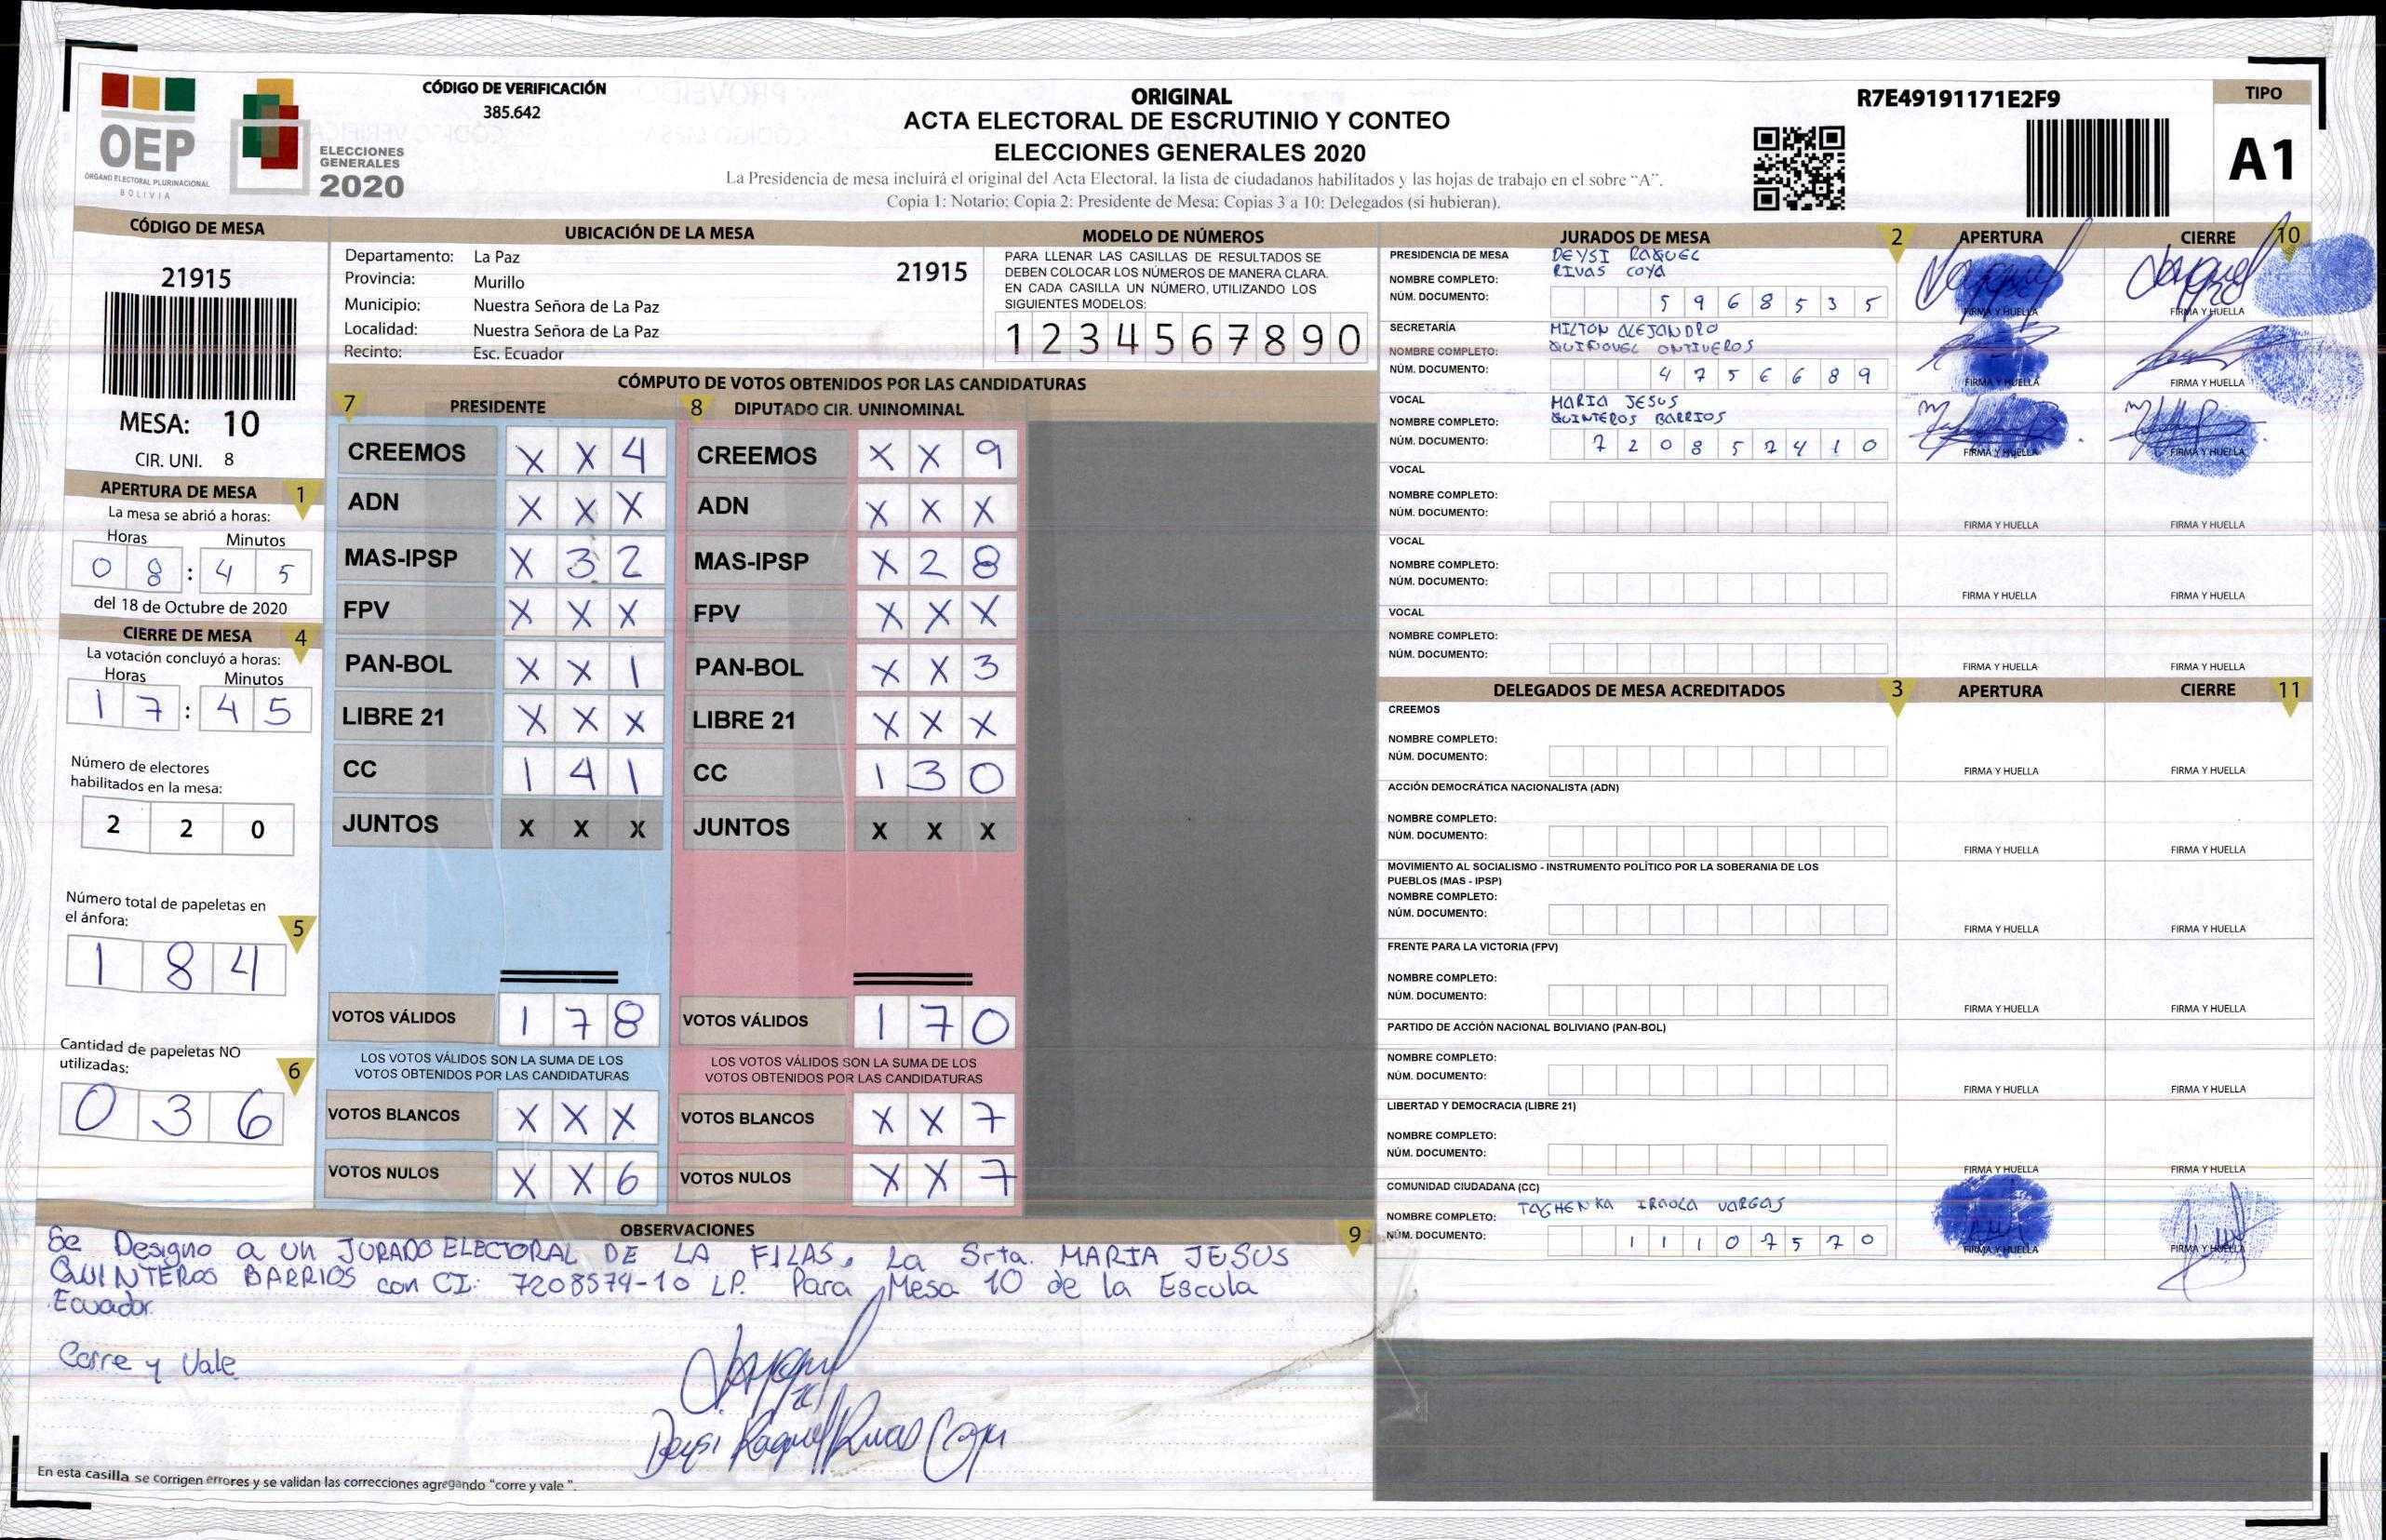 CÓDIGO DE VERIFICACIÓN
385.642
ORIGINAL
ACTA ELECTORAL DE ESCRUTINIO Y CONTEO
ELECCIONES GENERALES 2020
La Presidencia de mesa incluirá el original del Acta Electoral, la lista de ciudadanos habilitados y las hojas de trabajo en el sobre "A".
Copia 1: Notario; Copia 2: Presidente de Mesa; Copias 3 a 10: Delegados (si hubieran).
R7E49191171E2F9
TIPO
A1
OEP
ÓRGANO ELECTORAL PLURINACIONAL
BOLIVIA
ELECCIONES
GENERALES
2020
CÓDIGO DE MESA
21915
MESA: 10
CIR. UNI. 8
APERTURA DE MESA 1
La mesa se abrió a horas:
Horas Minutos
08:45
del 18 de Octubre de 2020
CIERRE DE MESA 4
La votación concluyó a horas:
Horas Minutos
17:45
Número de electores
habilitados en la mesa:
2 2 0
Número total de papeletas en
el ánfora: 5
1 8 4
Cantidad de papeletas NO
utilizadas: 6
0 3 6
UBICACIÓN DE LA MESA
Departamento: La Paz
21915
Provincia: Murillo
Municipio: Nuestra Señora de La Paz
Localidad: Nuestra Señora de La Paz
Recinto: Esc. Ecuador
MODELO DE NÚMEROS
PARA LLENAR LAS CASILLAS DE RESULTADOS SE
DEBEN COLOCAR LOS NÚMEROS DE MANERA CLARA.
EN CADA CASILLA UN NÚMERO, UTILIZANDO LOS
SIGUIENTES MODELOS:
1 2 3 4 5 6 7 8 9 0
CÓMPUTO DE VOTOS OBTENIDOS POR LAS CANDIDATURAS
7 PRESIDENTE
CREEMOS X X 4
ADN X X X
MAS-IPSP X 3 2
FPV X X X
PAN-BOL X X 1
LIBRE 21 X X X
CC 1 4 1
JUNTOS X X X
VOTOS VÁLIDOS 1 7 8
LOS VOTOS VÁLIDOS SON LA SUMA DE LOS
VOTOS OBTENIDOS POR LAS CANDIDATURAS
VOTOS BLANCOS X X X
VOTOS NULOS X X 6
8 DIPUTADO CIR. UNINOMINAL
CREEMOS X X 9
ADN X X X
MAS-IPSP X 2 8
FPV X X X
PAN-BOL X X 3
LIBRE 21 X X X
CC 1 3 0
JUNTOS X X X
VOTOS VÁLIDOS 1 7 0
LOS VOTOS VÁLIDOS SON LA SUMA DE LOS
VOTOS OBTENIDOS POR LAS CANDIDATURAS
VOTOS BLANCOS X X 7
VOTOS NULOS X X 7
OBSERVACIONES 9
Se Designo a un JURADO ELECTORAL DE LA FILAS, La Srta. MARIA JESUS
QUINTEROS BARRIOS con CI: 7208574-10 LP. Para Mesa 10 de la Escula
Ecuador
Corre y Vale
Deysi Raquel Rivas Coya
En esta casilla se corrigen errores y se validan las correcciones agregando "corre y vale".
JURADOS DE MESA 2 APERTURA CIERRE 10
PRESIDENCIA DE MESA
NOMBRE COMPLETO: DEYSI RAQUEL
RIVAS COYA
NÚM. DOCUMENTO: 5 9 6 8 5 3 5
FIRMA Y HUELLA FIRMA Y HUELLA
SECRETARÍA
NOMBRE COMPLETO: MILTON ALEJANDRO
ONTIVEROS
NÚM. DOCUMENTO: 4 7 5 6 6 8 9
FIRMA Y HUELLA FIRMA Y HUELLA
VOCAL
NOMBRE COMPLETO: MARIA JESUS
QUINTEROS BARRIOS
NÚM. DOCUMENTO: 7 2 0 8 5 7 4 1 0
FIRMA Y HUELLA FIRMA Y HUELLA
VOCAL
NOMBRE COMPLETO:
NÚM. DOCUMENTO:
FIRMA Y HUELLA FIRMA Y HUELLA
VOCAL
NOMBRE COMPLETO:
NÚM. DOCUMENTO:
FIRMA Y HUELLA FIRMA Y HUELLA
VOCAL
NOMBRE COMPLETO:
NÚM. DOCUMENTO:
FIRMA Y HUELLA FIRMA Y HUELLA
DELEGADOS DE MESA ACREDITADOS 3 APERTURA CIERRE 11
CREEMOS
NOMBRE COMPLETO:
NÚM. DOCUMENTO:
FIRMA Y HUELLA FIRMA Y HUELLA
ACCIÓN DEMOCRÁTICA NACIONALISTA (ADN)
NOMBRE COMPLETO:
NÚM. DOCUMENTO:
FIRMA Y HUELLA FIRMA Y HUELLA
MOVIMIENTO AL SOCIALISMO - INSTRUMENTO POLÍTICO POR LA SOBERANIA DE LOS
PUEBLOS (MAS - IPSP)
NOMBRE COMPLETO:
NÚM. DOCUMENTO:
FIRMA Y HUELLA FIRMA Y HUELLA
FRENTE PARA LA VICTORIA (FPV)
NOMBRE COMPLETO:
NÚM. DOCUMENTO:
FIRMA Y HUELLA FIRMA Y HUELLA
PARTIDO DE ACCIÓN NACIONAL BOLIVIANO (PAN-BOL)
NOMBRE COMPLETO:
NÚM. DOCUMENTO:
FIRMA Y HUELLA FIRMA Y HUELLA
LIBERTAD Y DEMOCRACIA (LIBRE 21)
NOMBRE COMPLETO:
NÚM. DOCUMENTO:
FIRMA Y HUELLA FIRMA Y HUELLA
COMUNIDAD CIUDADANA (CC)
NOMBRE COMPLETO: TAGHENKA IRAOLA VARGAS
NÚM. DOCUMENTO: 1 1 1 0 7 5 7 0
FIRMA Y HUELLA FIRMA Y HUELLA